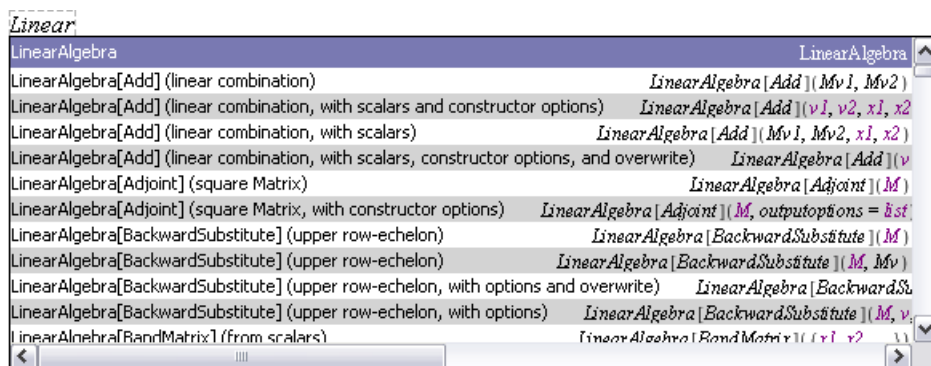 Linear
LinearAlgebra LinearAlgebra
LinearAlgebra[Add] (linear combination) LinearAlgebra[Add](Mv1, Mv2)
LinearAlgebra[Add] (linear combination, with scalars and constructor options) LinearAlgebra[Add](v1, v2, x1, x2
LinearAlgebra[Add] (linear combination, with scalars) LinearAlgebra[Add](Mv1, Mv2, x1, x2)
LinearAlgebra[Add] (linear combination, with scalars, constructor options, and overwrite) LinearAlgebra[Add](v
LinearAlgebra[Adjoint] (square Matrix) LinearAlgebra[Adjoint](M)
LinearAlgebra[Adjoint] (square Matrix, with constructor options) LinearAlgebra[Adjoint](M, outputoptions = list
LinearAlgebra[BackwardSubstitute] (upper row-echelon) LinearAlgebra[BackwardSubstitute](M)
LinearAlgebra[BackwardSubstitute] (upper row-echelon) LinearAlgebra[BackwardSubstitute](M, Mv)
LinearAlgebra[BackwardSubstitute] (upper row-echelon, with options and overwrite) LinearAlgebra[BackwardSu
LinearAlgebra[BackwardSubstitute] (upper row-echelon, with options) LinearAlgebra[BackwardSubstitute](M, v,
LinearAlgebra[BandMatrix] (from scalars) LinearAlgebra[BandMatrix](